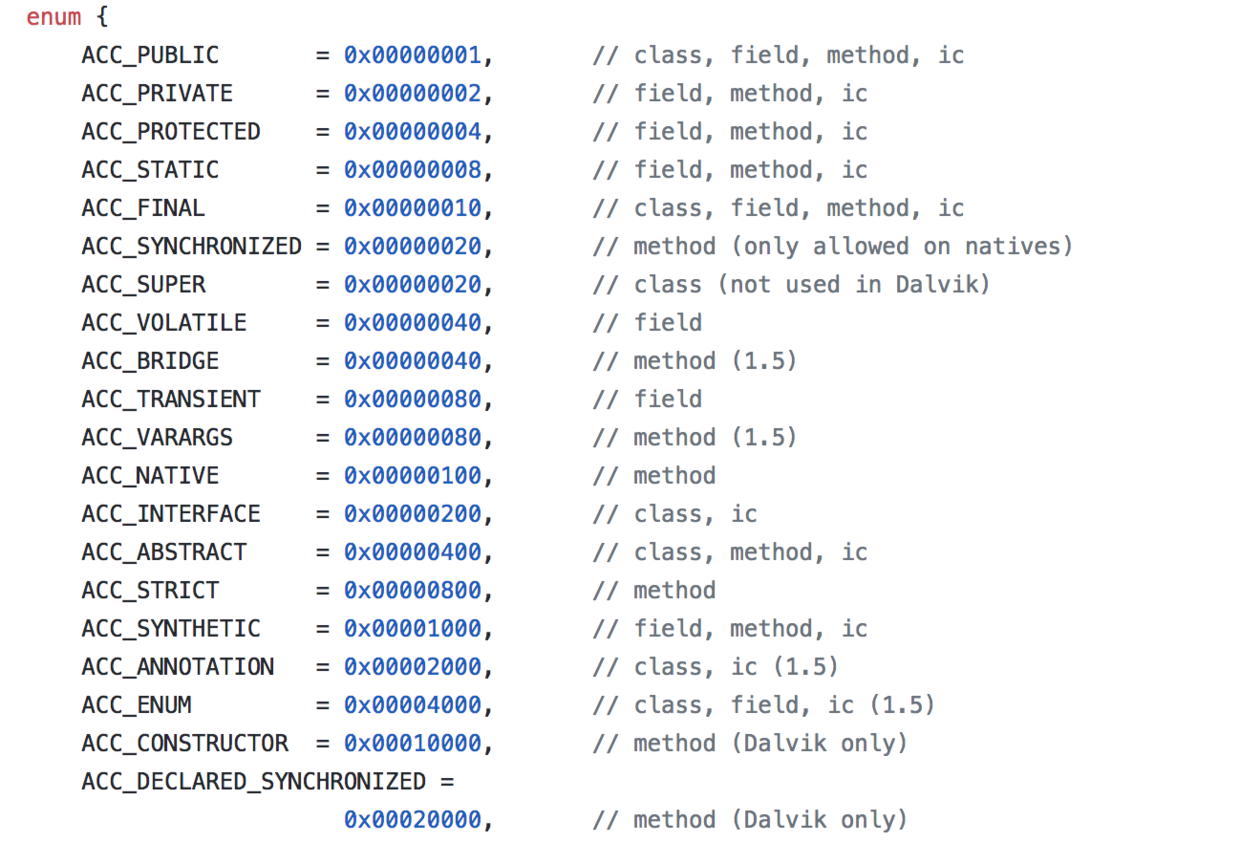 enum {
ACC_PUBLIC = 0x00000001, // class, field, method, ic
ACC_PRIVATE = 0x00000002, // field, method, ic
ACC_PROTECTED = 0x00000004, // field, method, ic
ACC_STATIC = 0x00000008, // field, method, ic
ACC_FINAL = 0x00000010, // class, field, method, ic
ACC_SYNCHRONIZED = 0x00000020, // method (only allowed on natives)
ACC_SUPER = 0x00000020, // class (not used in Dalvik)
ACC_VOLATILE = 0x00000040, // field
ACC_BRIDGE = 0x00000040, // method (1.5)
ACC_TRANSIENT = 0x00000080, // field
ACC_VARARGS = 0x00000080, // method (1.5)
ACC_NATIVE = 0x00000100, // method
ACC_INTERFACE = 0x00000200, // class, ic
ACC_ABSTRACT = 0x00000400, // class, method, ic
ACC_STRICT = 0x00000800, // method
ACC_SYNTHETIC = 0x00001000, // field, method, ic
ACC_ANNOTATION = 0x00002000, // class, ic (1.5)
ACC_ENUM = 0x00004000, // class, field, ic (1.5)
ACC_CONSTRUCTOR = 0x00010000, // method (Dalvik only)
ACC_DECLARED_SYNCHRONIZED =
0x00020000, // method (Dalvik only)